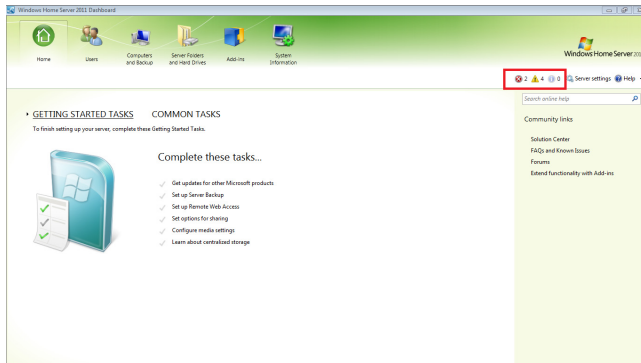 Windows Home Server 2011 Dashboard
Home
Users
Computers and Backup
Server Folders and Hard Drives
Add-ins
System Information
Windows Home Server 2011
2 4 0 Server settings Help
Search online help
GETTING STARTED TASKS COMMON TASKS
To finish setting up your server, complete these Getting Started Tasks.
Complete these tasks...
Get updates for other Microsoft products
Set up Server Backup
Set up Remote Web Access
Set options for sharing
Configure media settings
Learn about centralized storage
Community links
Solution Center
FAQs and Known Issues
Forums
Extend functionality with Add-ins